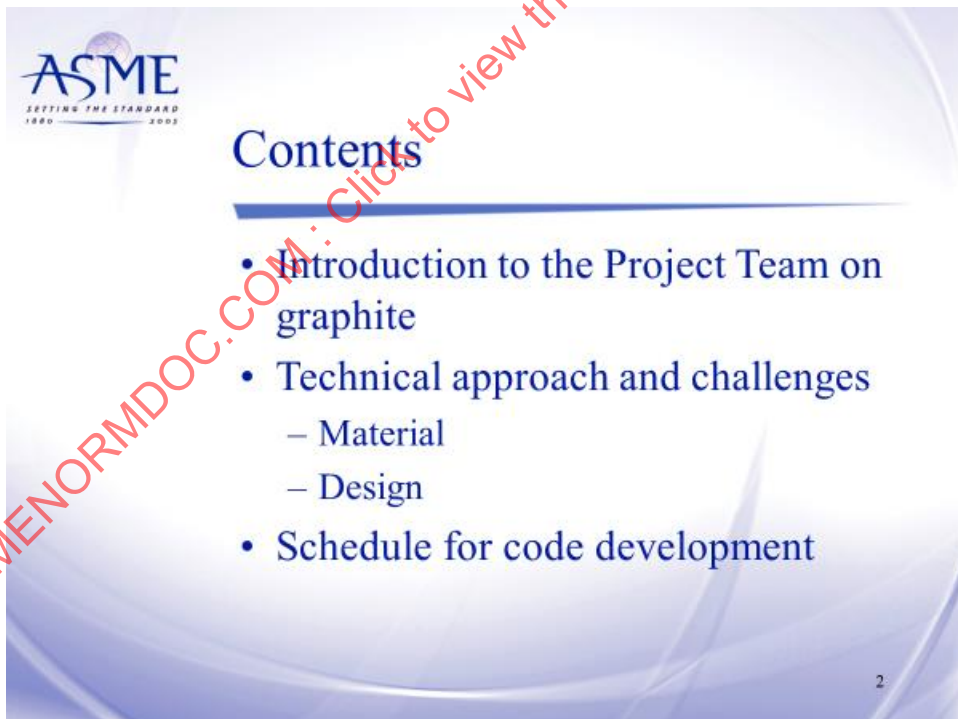 ASME
SETTING THE STANDARD
1880 2005
Contents
• Introduction to the Project Team on
graphite
• Technical approach and challenges
– Material
– Design
• Schedule for code development
2
MENORMDOC.COM : Click to view th